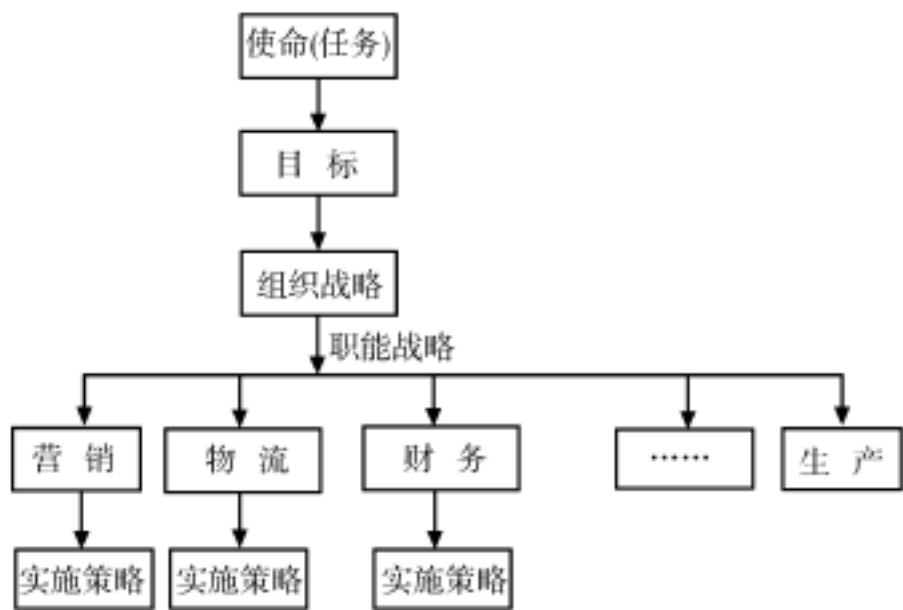 使命(任务)
目 标
组织战略
职能战略
营 销
物 流
财 务
……
生 产
实施策略
实施策略
实施策略